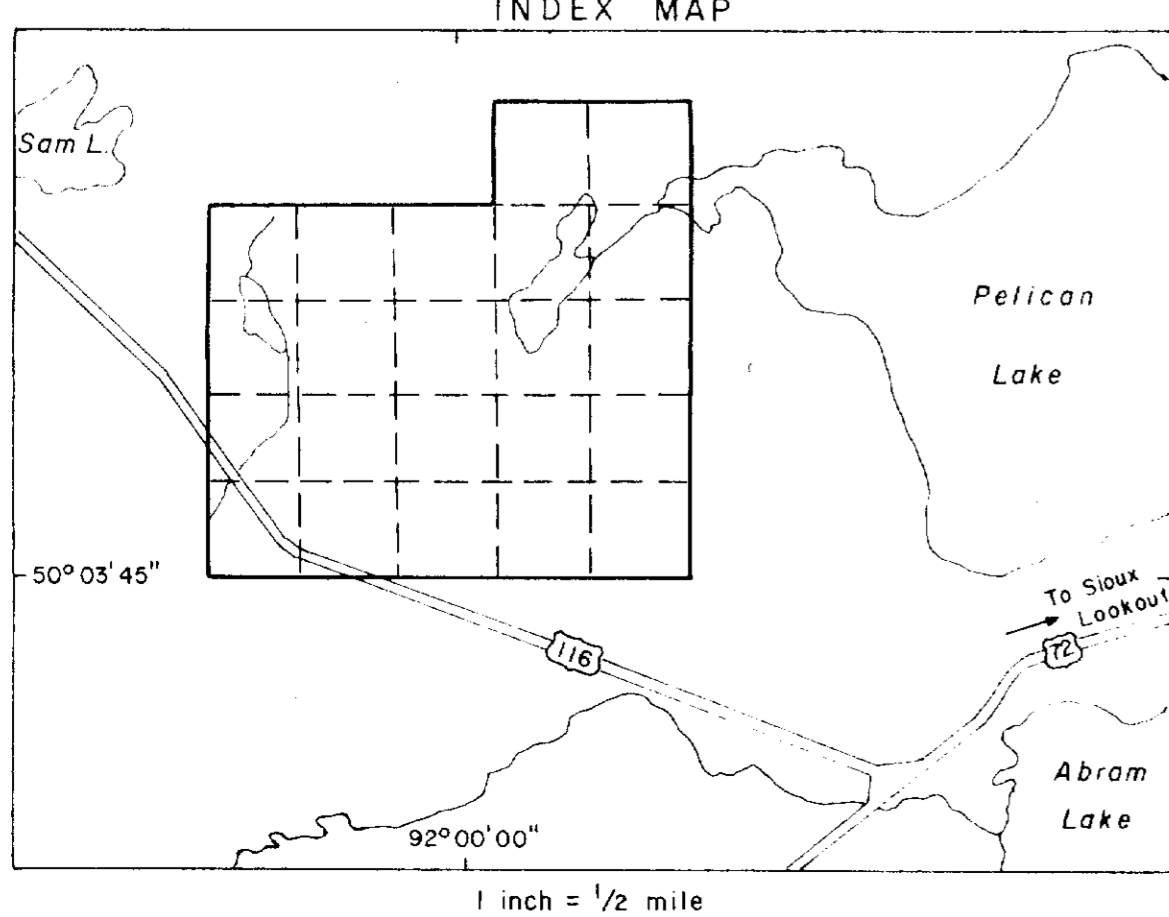 INDEX MAP
Sam L.
Pelican
Lake
50° 03' 45"
To Sioux
Lookout
116
72
Abram
Lake
92° 00' 00"
1 inch = 1/2 mile